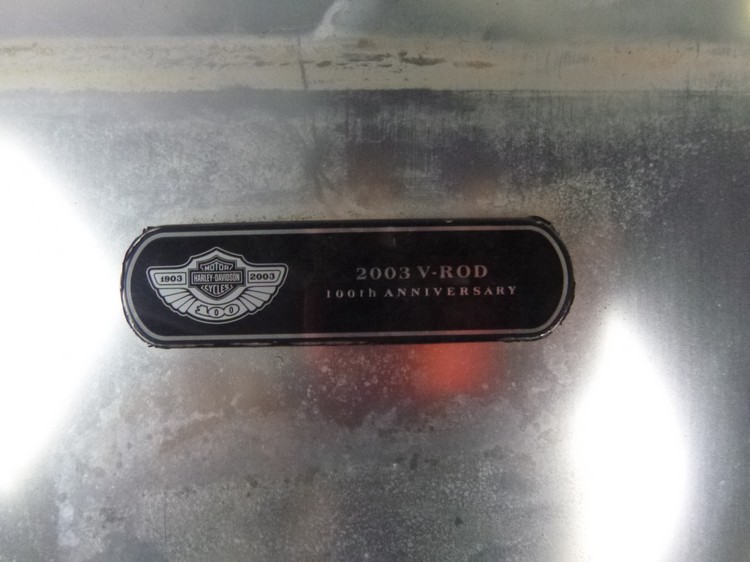 MOTOR
1903 HARLEY-DAVIDSON 2003
CYCLES
100
2003 V-ROD
100th ANNIVERSARY